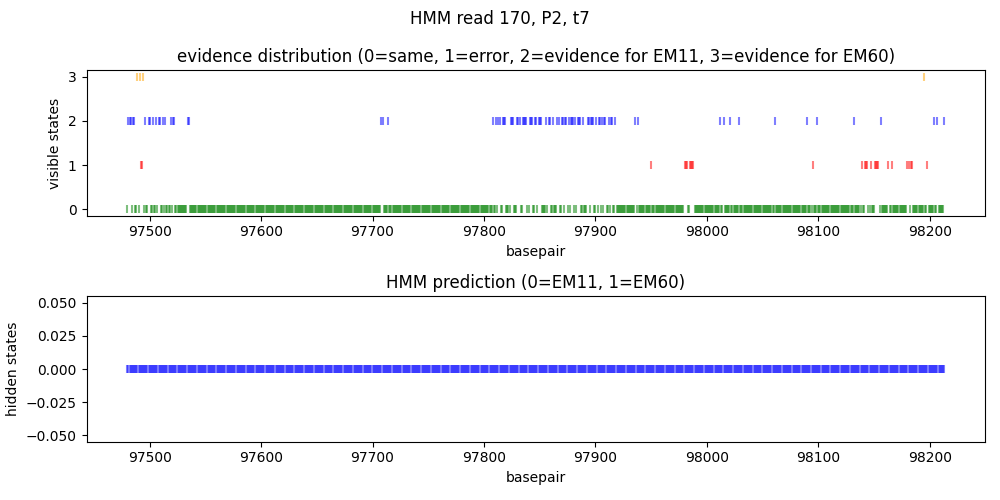 HMM read 170, P2, t7
evidence distribution (0=same, 1=error, 2=evidence for EM11, 3=evidence for EM60)
visible states
3
2
1
0
97500 97600 97700 97800 97900 98000 98100 98200
basepair
HMM prediction (0=EM11, 1=EM60)
hidden states
0.050
0.025
0.000
−0.025
−0.050
97500 97600 97700 97800 97900 98000 98100 98200
basepair